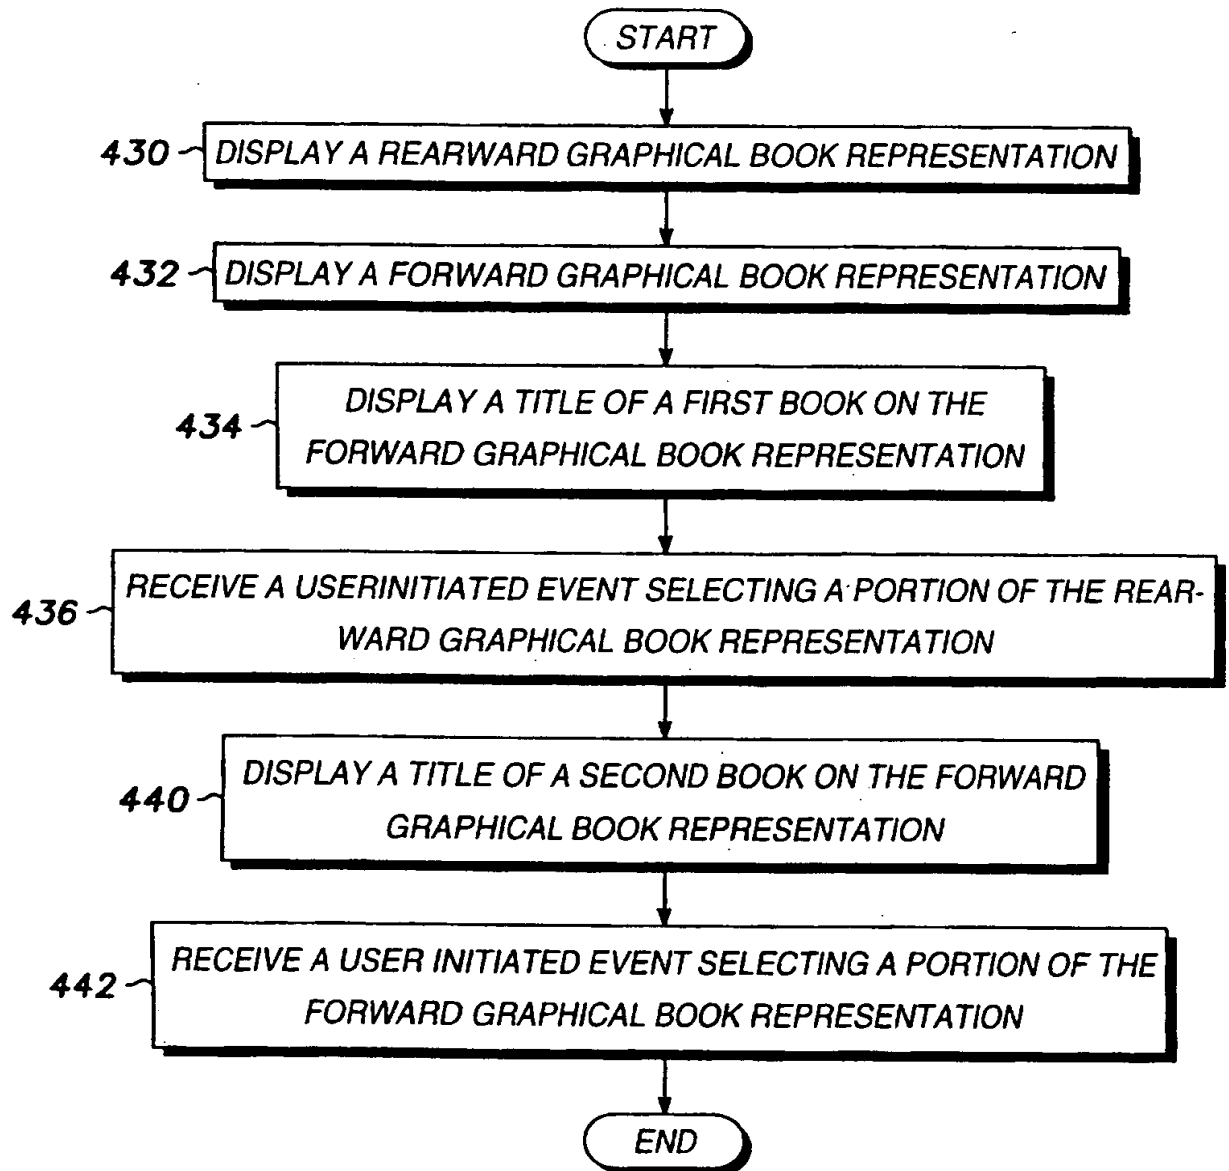 START
430 DISPLAY A REARWARD GRAPHICAL BOOK REPRESENTATION
432 DISPLAY A FORWARD GRAPHICAL BOOK REPRESENTATION
434
DISPLAY A TITLE OF A FIRST BOOK ON THE
FORWARD GRAPHICAL BOOK REPRESENTATION
436
RECEIVE A USERINITIATED EVENT SELECTING A PORTION OF THE REAR-
WARD GRAPHICAL BOOK REPRESENTATION
440
DISPLAY A TITLE OF A SECOND BOOK ON THE FORWARD
GRAPHICAL BOOK REPRESENTATION
442
RECEIVE A USER INITIATED EVENT SELECTING A PORTION OF THE
FORWARD GRAPHICAL BOOK REPRESENTATION
END